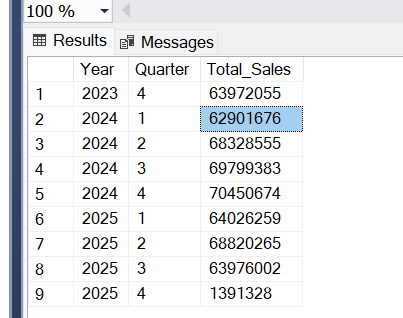 100 %
Results Messages
Year Quarter Total_Sales
1 2023 4 63972055
2 2024 1 62901676
3 2024 2 68328555
4 2024 3 69799383
5 2024 4 70450674
6 2025 1 64026259
7 2025 2 68820265
8 2025 3 63976002
9 2025 4 1391328